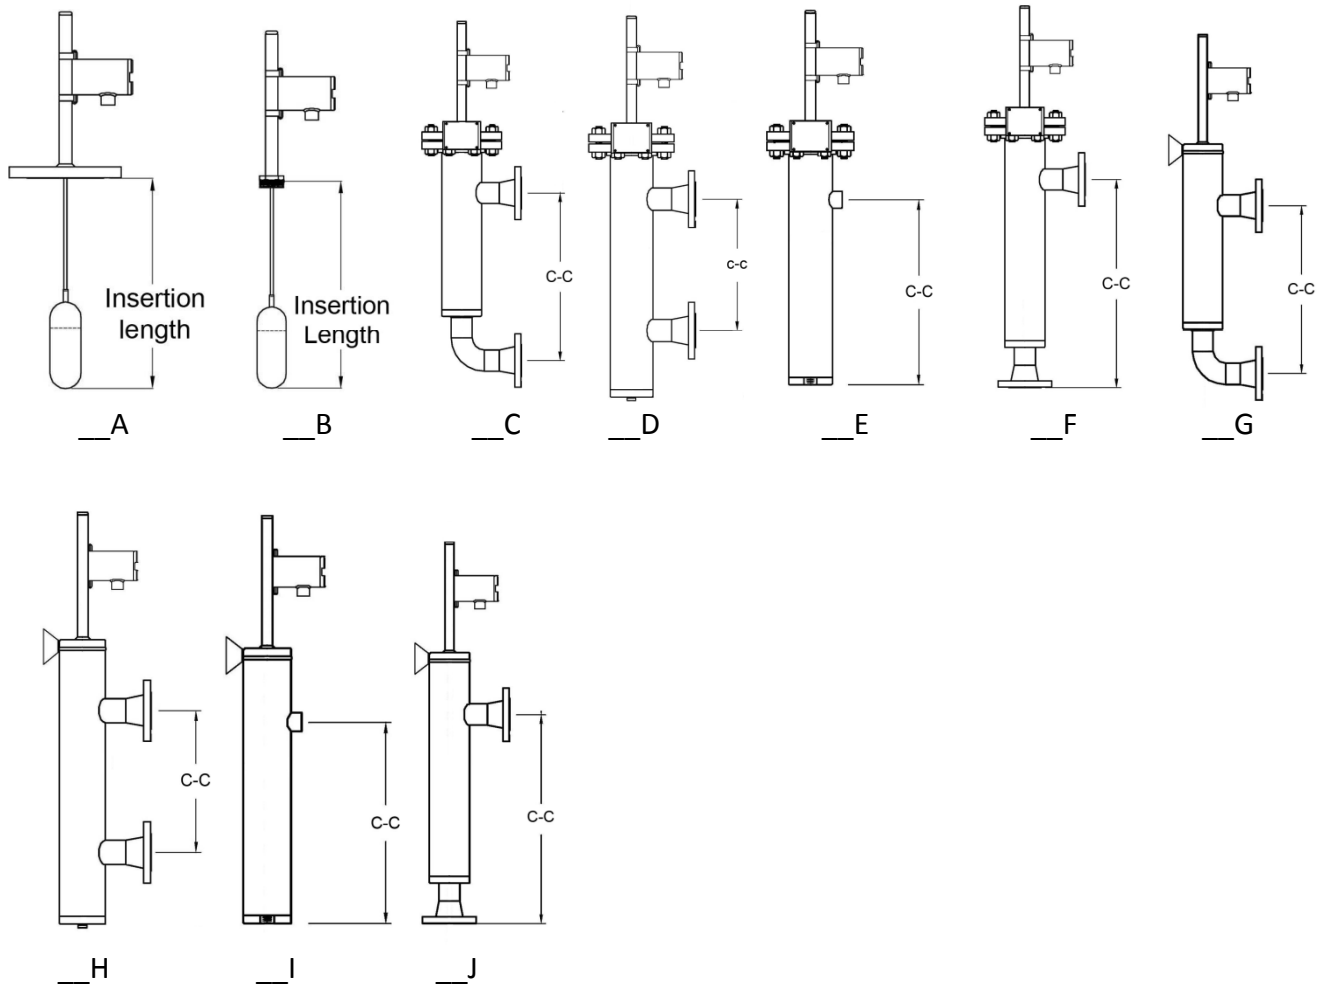 Insertion
length
Insertion
Length
C-C
c-c
C-C
C-C
C-C
__A
__B
__C
__D
__E
__F
__G
C-C
C-C
C-C
__H
__I
__J